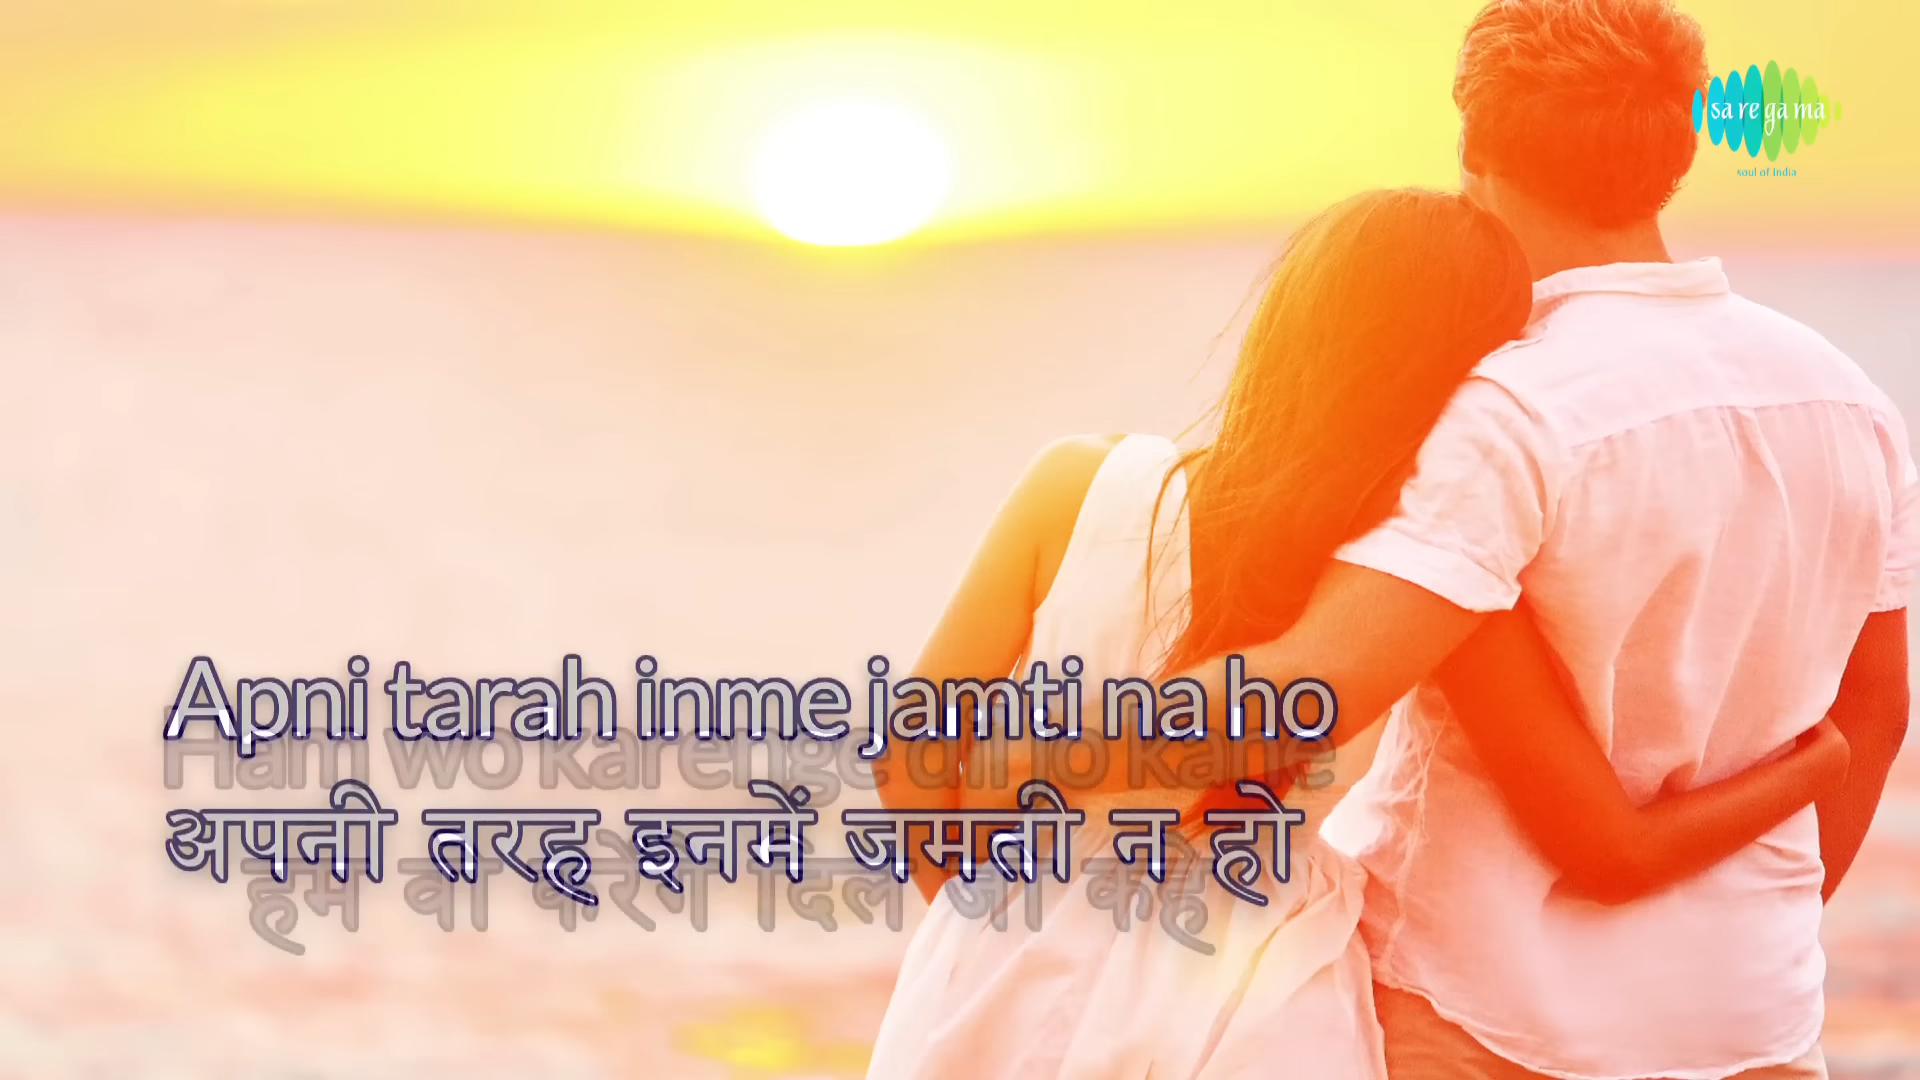 sa re ga ma
soul of India
Apni tarah inme jamti na ho
Ham wo karenge dil jo kahe
अपनी तरह इनमें जमती न हो
हम वो करेंगे दिल जो कहे